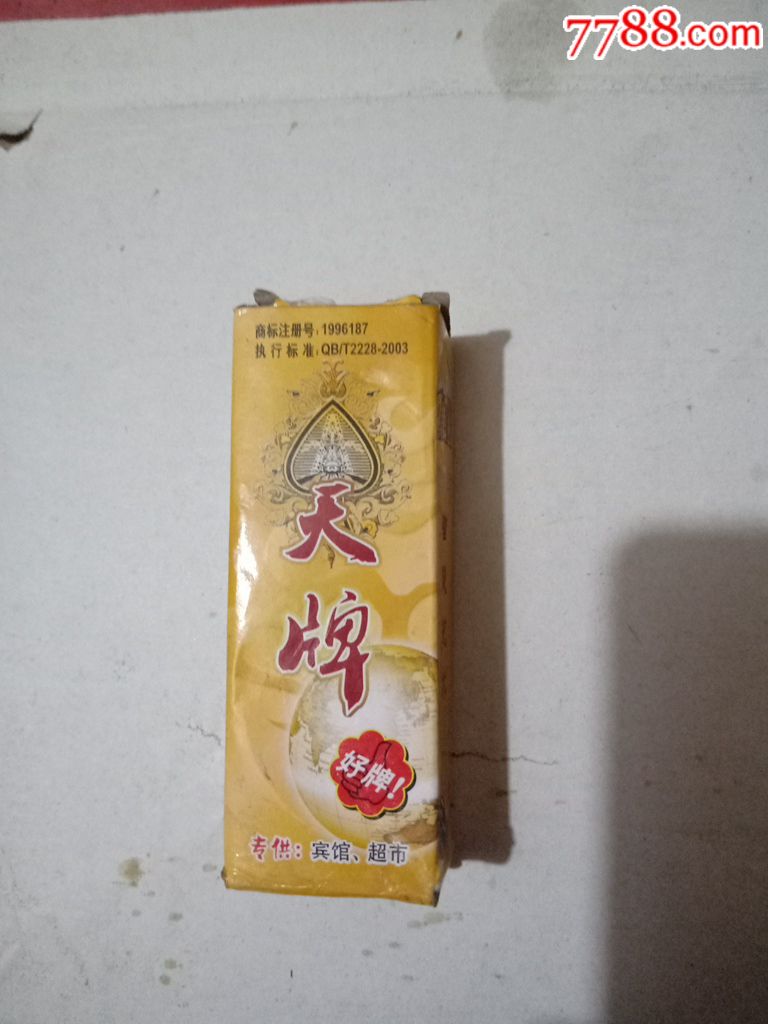 7788.com
商标注册号:1996187
执行标准:QB/T2228-2003
天
牌
好牌!
专供:宾馆、超市